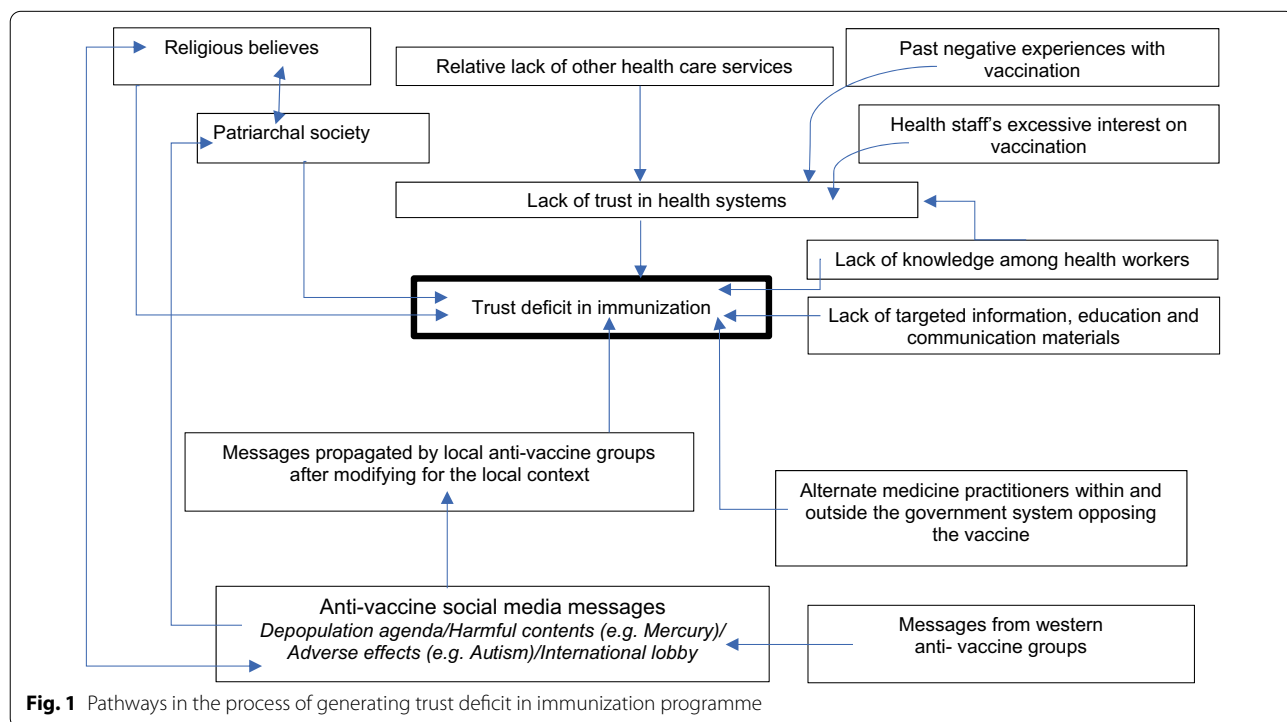 Religious believes
Relative lack of other health care services
Past negative experiences with
vaccination
Patriarchal society
Health staff's excessive interest on
vaccination
Lack of trust in health systems
Lack of knowledge among health workers
Trust deficit in immunization
Lack of targeted information, education and
communication materials
Messages propagated by local anti-vaccine groups
after modifying for the local context
Alternate medicine practitioners within and
outside the government system opposing
the vaccine
Anti-vaccine social media messages
Depopulation agenda/Harmful contents (e.g. Mercury)/
Adverse effects (e.g. Autism)/International lobby
Messages from western
anti- vaccine groups
Fig. 1 Pathways in the process of generating trust deficit in immunization programme